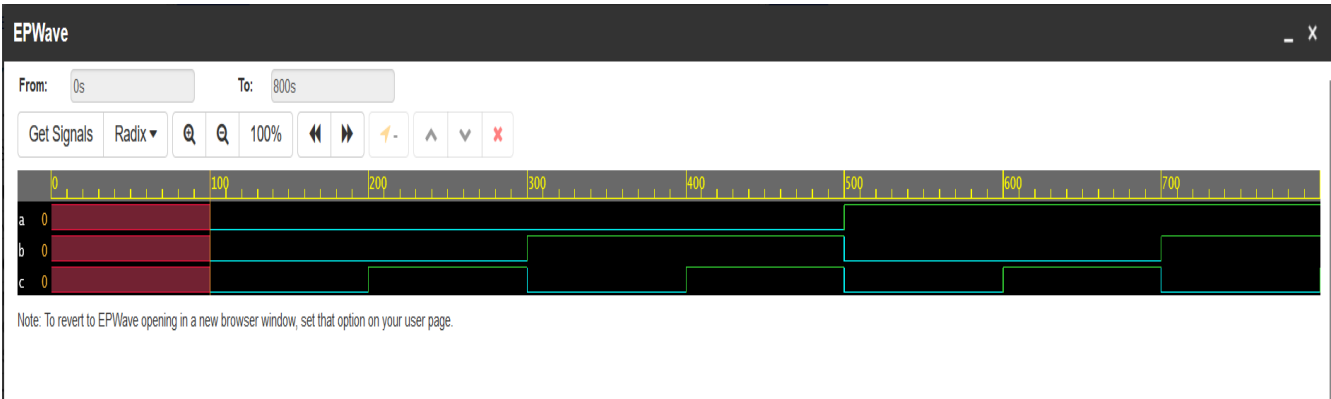 EPWave
From: 0s To: 800s
Get Signals Radix 100% -
0 100 200 300 400 500 600 700
a 0
b 0
c 0
Note: To revert to EPWave opening in a new browser window, set that option on your user page.